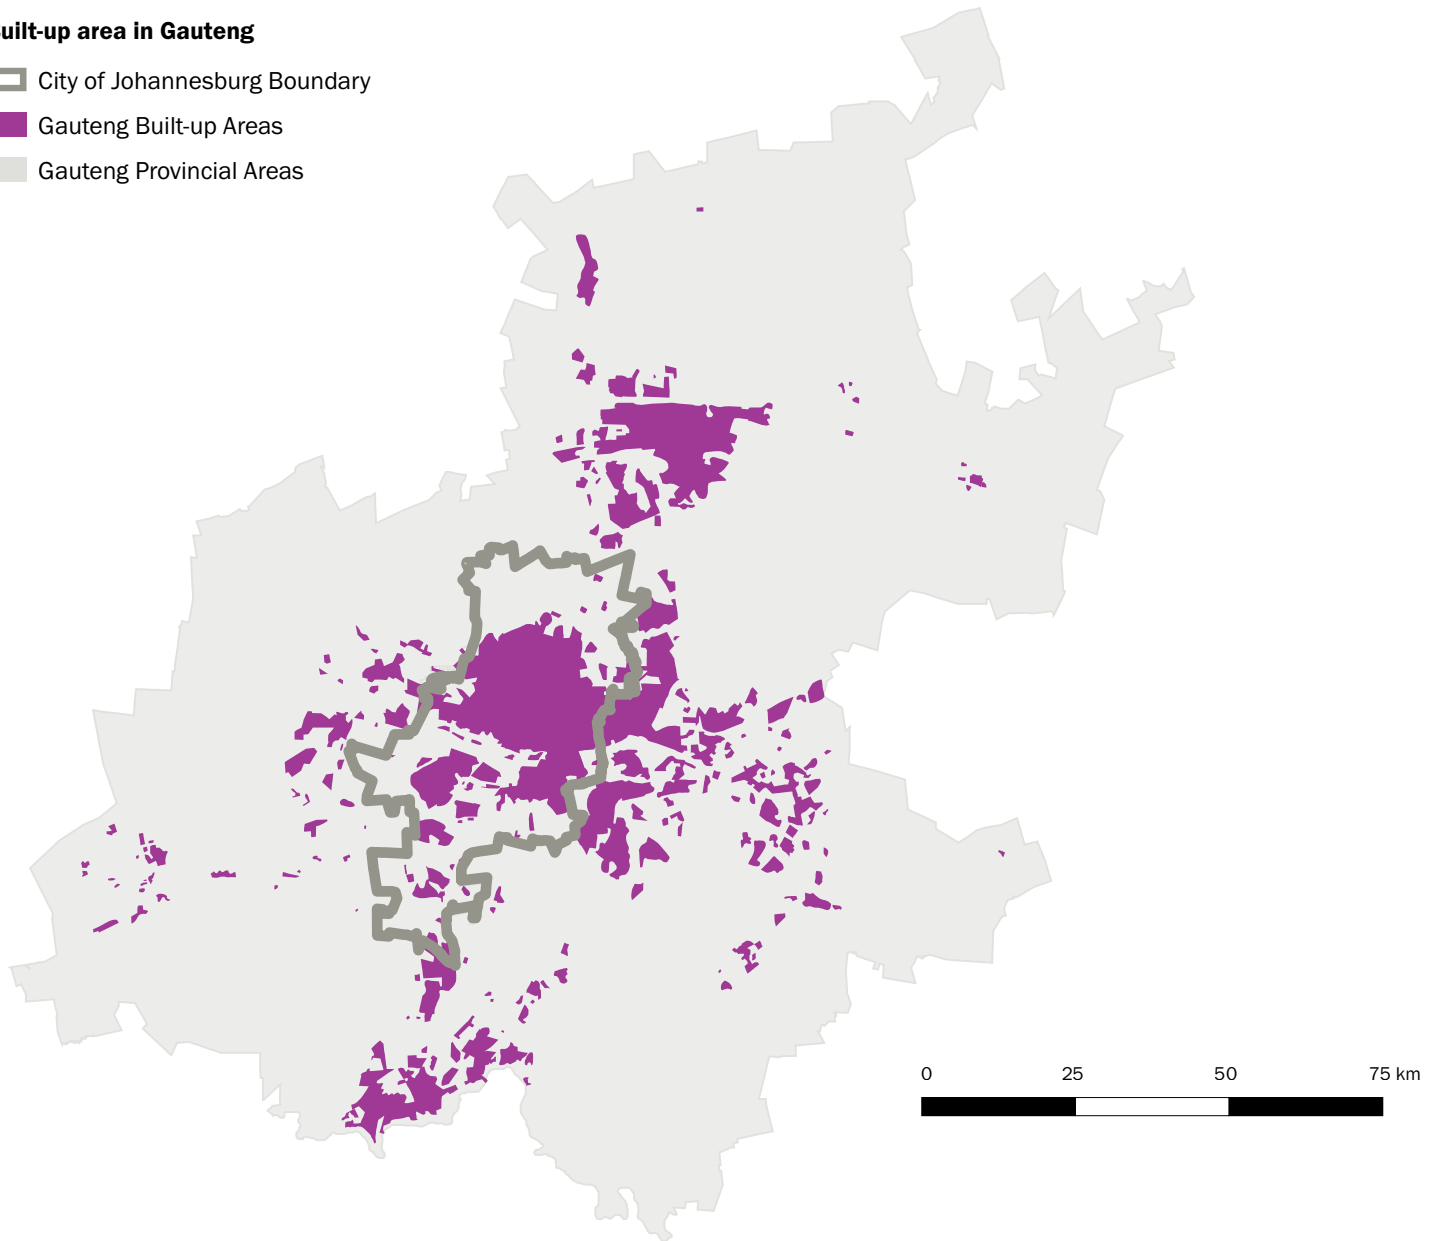 uilt-up area in Gauteng
City of Johannesburg Boundary
Gauteng Built-up Areas
Gauteng Provincial Areas
0 25 50 75 km